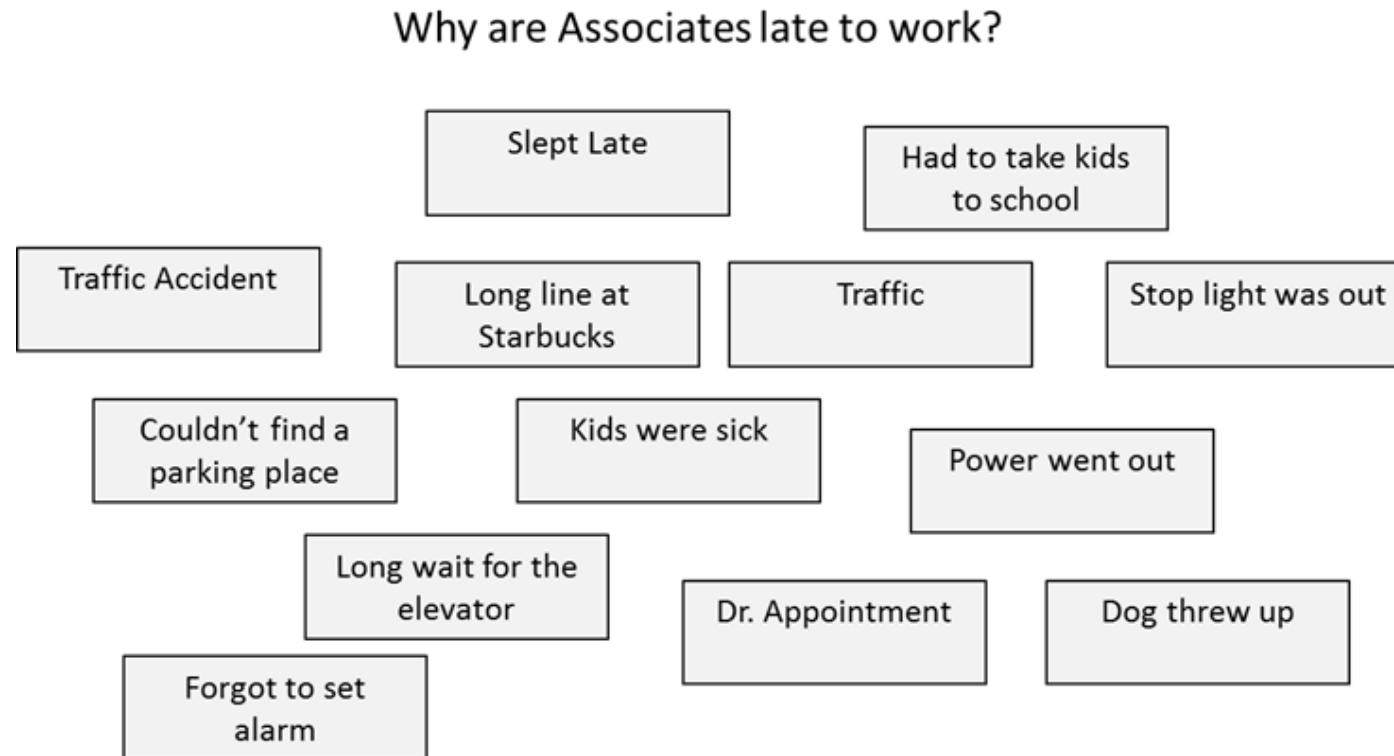 Why are Associates late to work?
Slept Late
Had to take kids
to school
Traffic Accident
Long line at
Starbucks
Traffic
Stop light was out
Couldn't find a
parking place
Kids were sick
Power went out
Long wait for the
elevator
Dr. Appointment
Dog threw up
Forgot to set
alarm